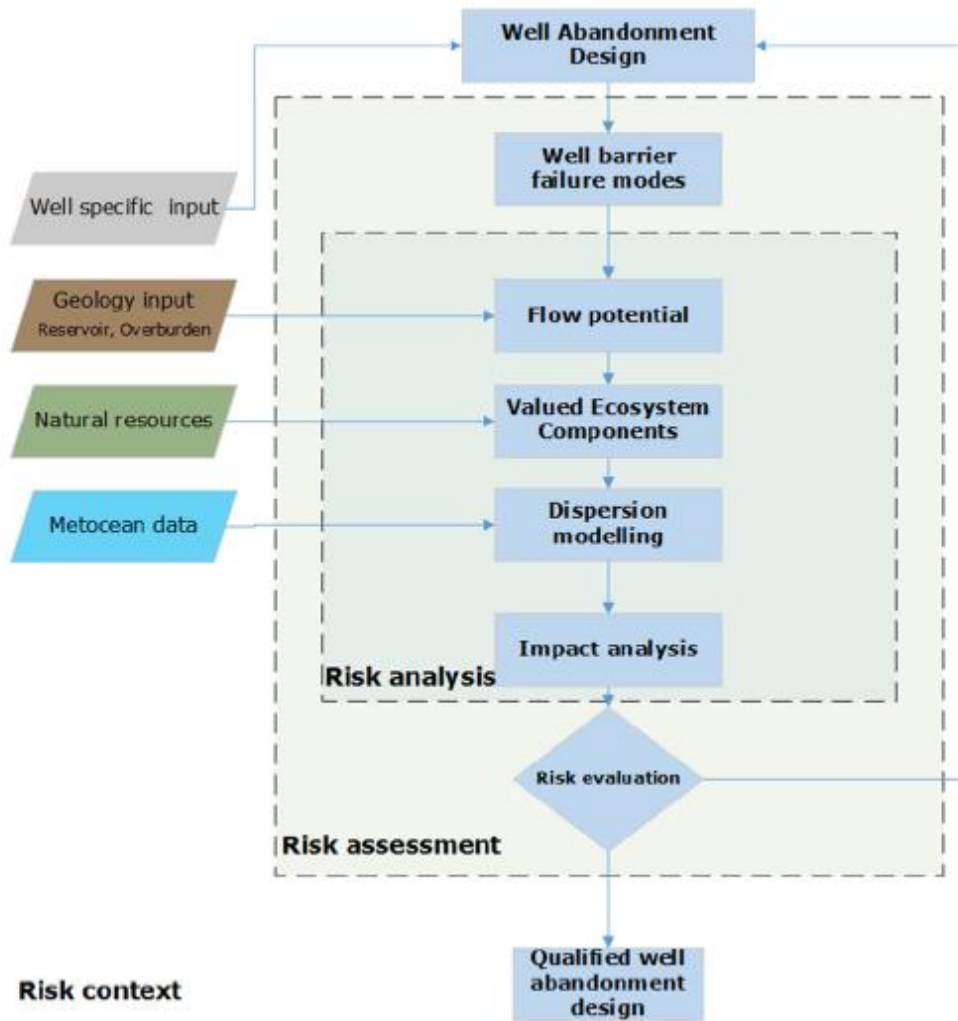 Well Abandonment
Design
Well barrier
failure modes
Well specific input
Geology input
Reservoir, Overburden
Flow potential
Natural resources
Valued Ecosystem
Components
Metocean data
Dispersion
modelling
Impact analysis
Risk analysis
Risk evaluation
Risk assessment
Qualified well
abandonment
design
Risk context